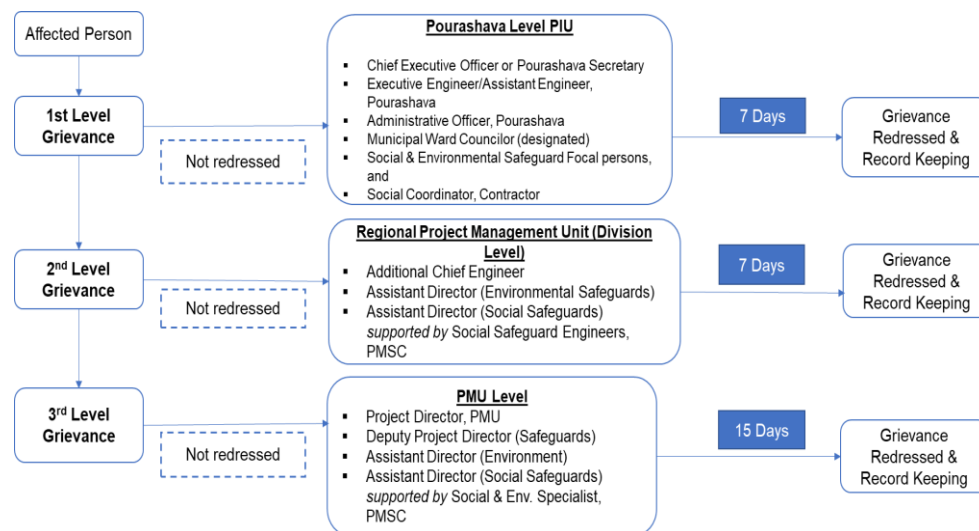 Affected Person
Pourashava Level PIU
▪ Chief Executive Officer or Pourashava Secretary
▪ Executive Engineer/Assistant Engineer,
Pourashava
▪ Administrative Officer, Pourashava
▪ Municipal Ward Councilor (designated)
▪ Social & Environmental Safeguard Focal persons,
and
▪ Social Coordinator, Contractor
1st Level
Grievance
Not redressed
7 Days
Grievance
Redressed &
Record Keeping
2nd Level
Grievance
Not redressed
Regional Project Management Unit (Division
Level)
▪ Additional Chief Engineer
▪ Assistant Director (Environmental Safeguards)
▪ Assistant Director (Social Safeguards)
supported by Social Safeguard Engineers,
PMSC
7 Days
Grievance
Redressed &
Record Keeping
3rd Level
Grievance
Not redressed
PMU Level
▪ Project Director, PMU
▪ Deputy Project Director (Safeguards)
▪ Assistant Director (Environment)
▪ Assistant Director (Social Safeguards)
supported by Social & Env. Specialist,
PMSC
15 Days
Grievance
Redressed &
Record Keeping